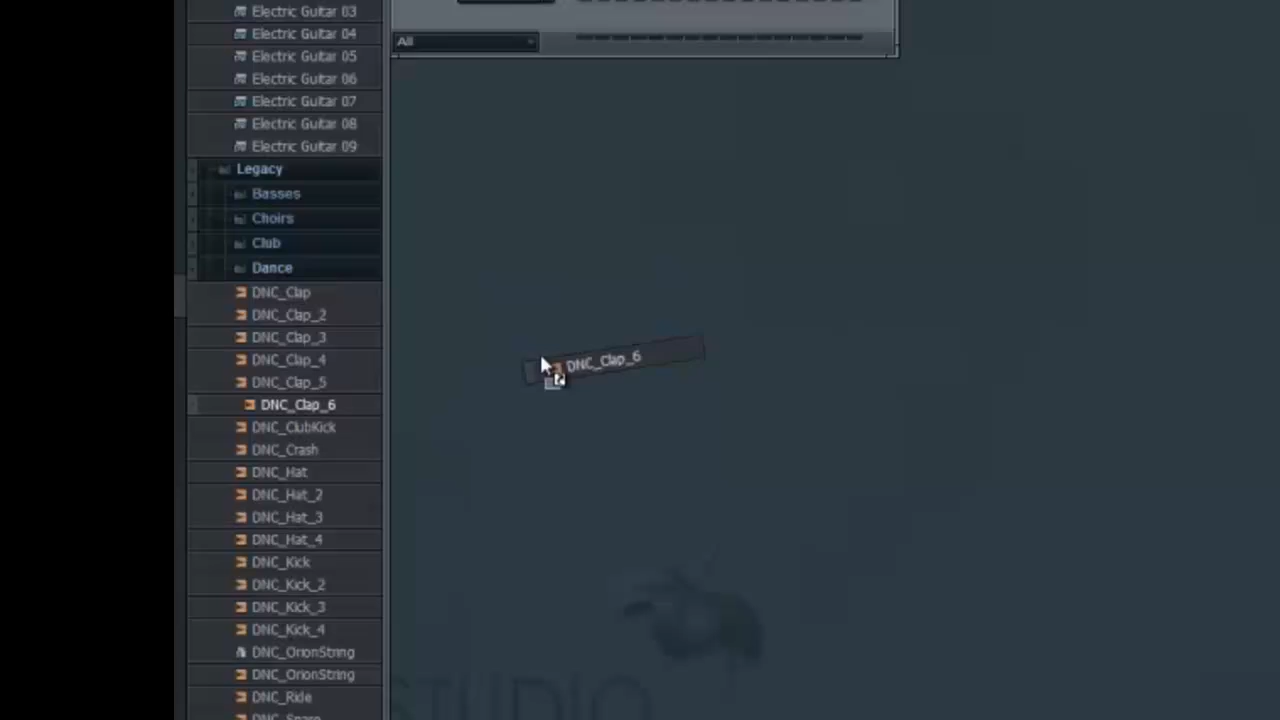 Electric Guitar 03
Electric Guitar 04
Electric Guitar 05
Electric Guitar 06
Electric Guitar 07
Electric Guitar 08
Electric Guitar 09
Legacy
Basses
Choirs
Club
Dance
DNC_Clap
DNC_Clap_2
DNC_Clap_3
DNC_Clap_4
DNC_Clap_5
DNC_Clap_6
DNC_ClubKick
DNC_Crash
DNC_Hat
DNC_Hat_2
DNC_Hat_3
DNC_Hat_4
DNC_Kick
DNC_Kick_2
DNC_Kick_3
DNC_Kick_4
DNC_OrionString
DNC_OrionString
DNC_Ride
DNC_Snare
All
DNC_Clap_6
STUDIO